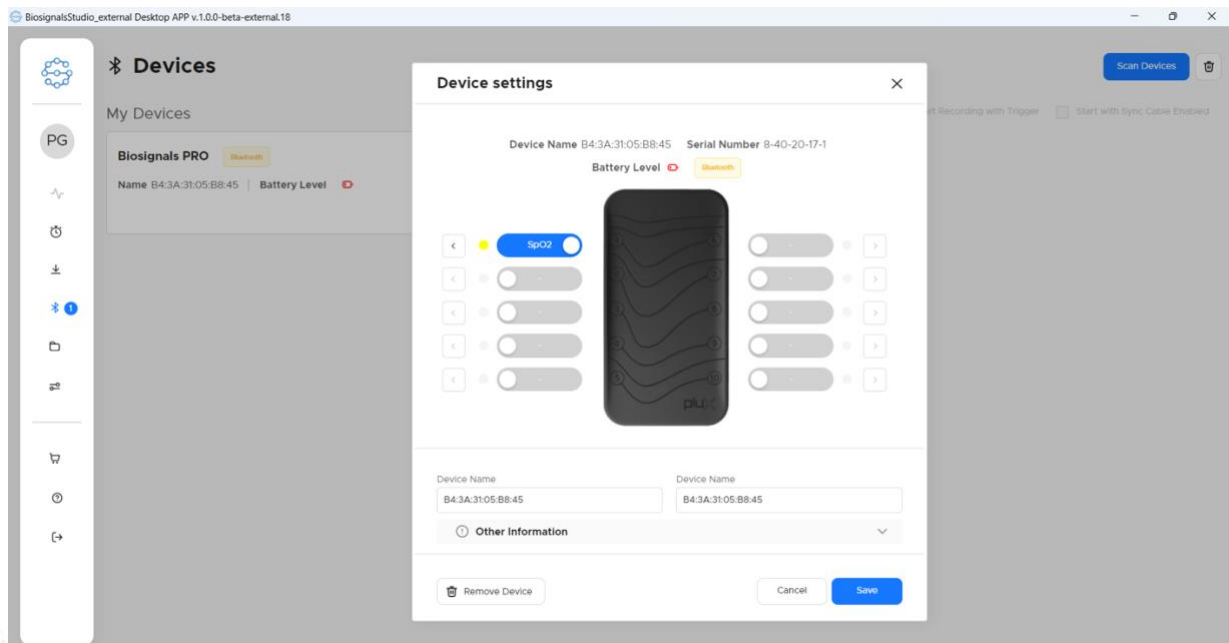 BiosignalsStudio_external Desktop APP v.1.0.0-beta-external.18
Devices
Scan Devices
My Devices
rt Recording with Trigger
Start with Sync Cable Enabled
PG
Biosignals PRO
Bluetooth
Name B4:3A:31:05:B8:45 | Battery Level
1
Device settings
Device Name B4:3A:31:05:B8:45 Serial Number 8-40-20-17-1
Battery Level
Bluetooth
SpO2
plux
Device Name
Device Name
B4:3A:31:05:B8:45
B4:3A:31:05:B8:45
Other Information
Remove Device
Cancel
Save